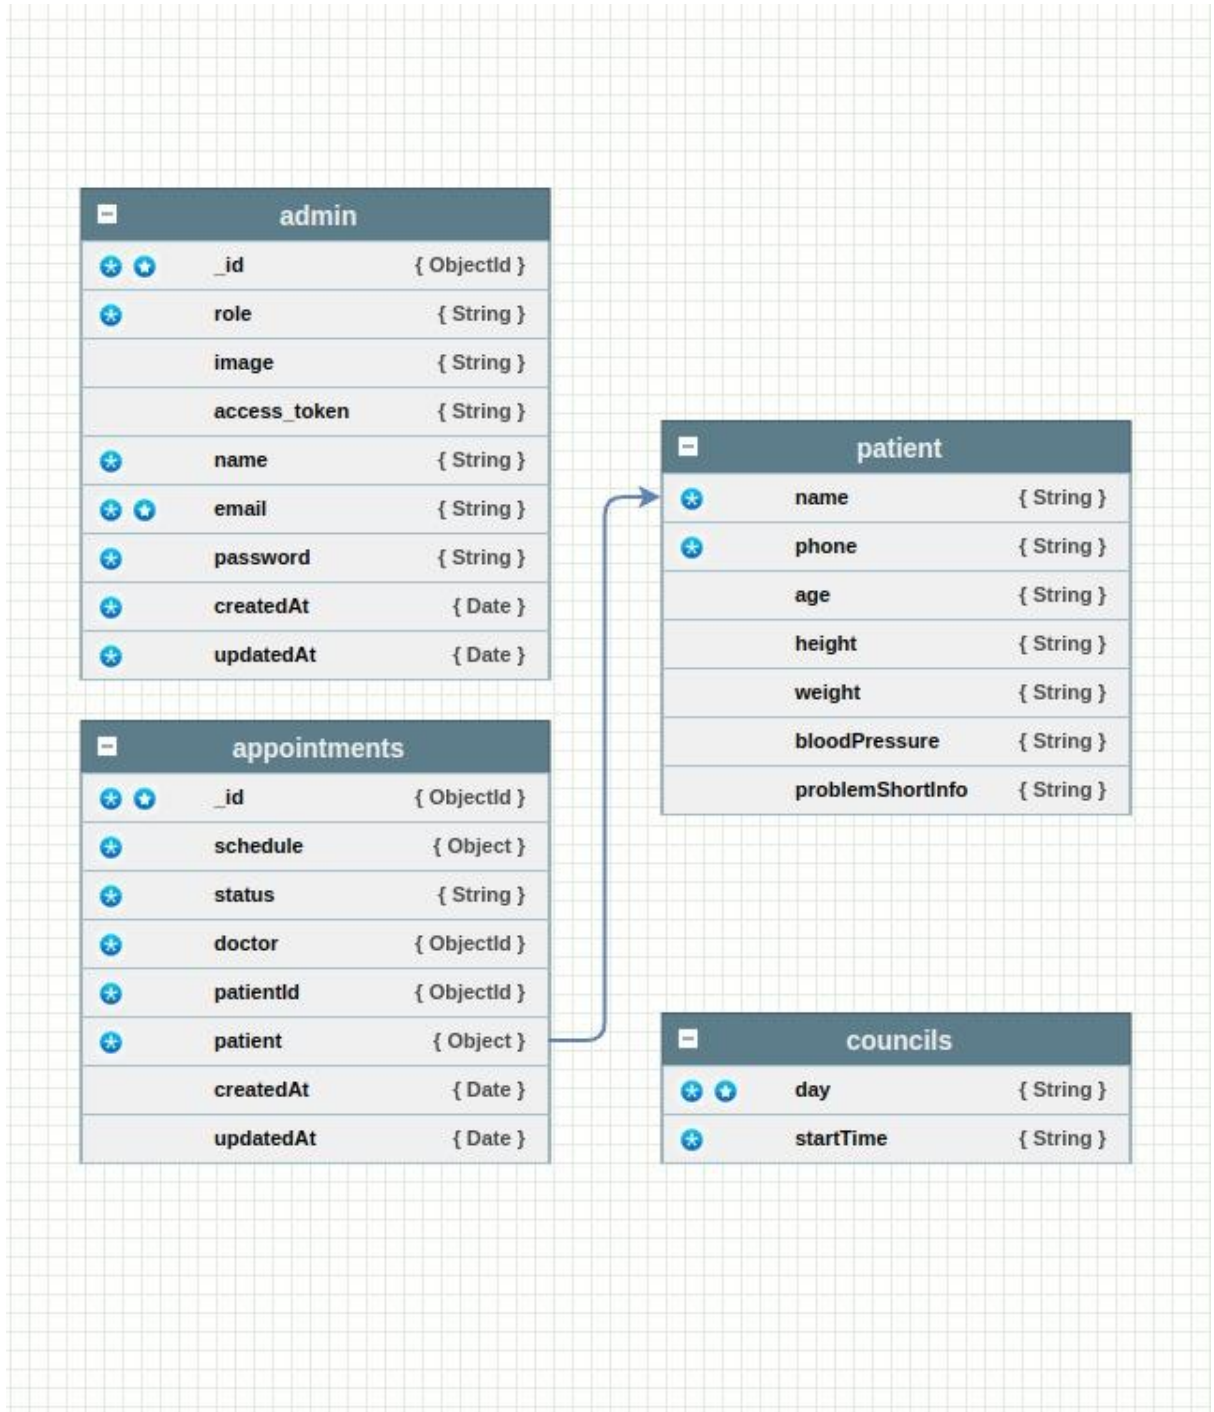 admin
_id { ObjectId }
role { String }
image { String }
access_token { String }
name { String }
email { String }
password { String }
createdAt { Date }
updatedAt { Date }
appointments
_id { ObjectId }
schedule { Object }
status { String }
doctor { ObjectId }
patientId { ObjectId }
patient { Object }
createdAt { Date }
updatedAt { Date }
patient
name { String }
phone { String }
age { String }
height { String }
weight { String }
bloodPressure { String }
problemShortInfo { String }
councils
day { String }
startTime { String }